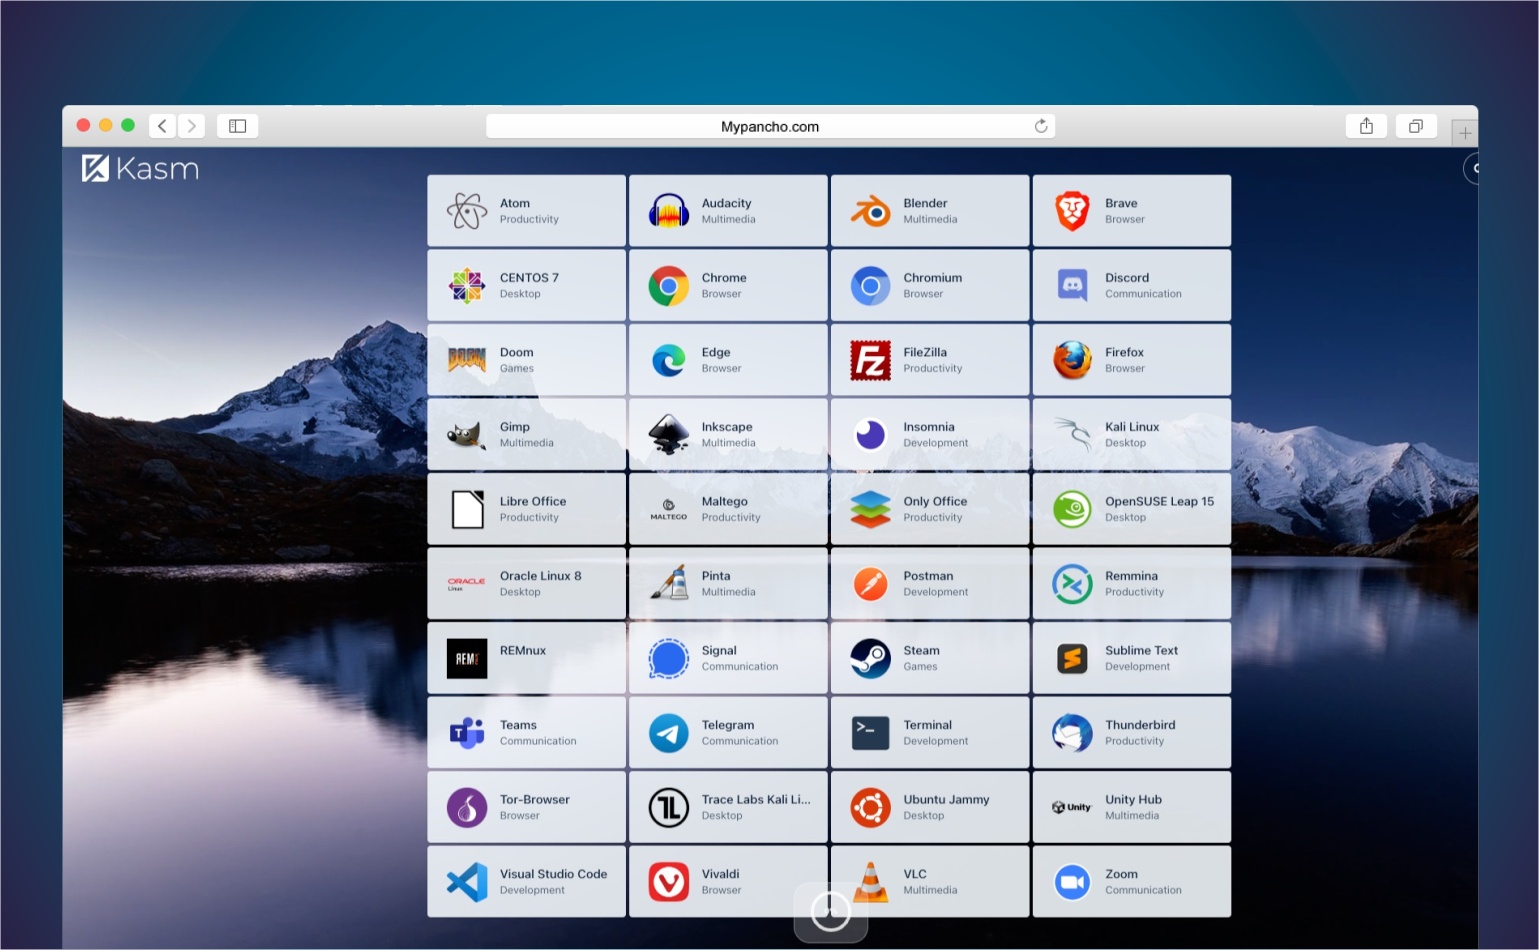 Mypancho.com
Kasm
Atom
Productivity
Audacity
Multimedia
Blender
Multimedia
Brave
Browser
CENTOS 7
Desktop
Chrome
Browser
Chromium
Browser
Discord
Communication
DOOM
Doom
Games
Edge
Browser
Fz
FileZilla
Productivity
Firefox
Browser
Gimp
Multimedia
Inkscape
Multimedia
Insomnia
Development
Kali Linux
Desktop
Libre Office
Productivity
MALTEGO
Maltego
Productivity
Only Office
Productivity
OpenSUSE Leap 15
Desktop
ORACLE
Linux
Oracle Linux 8
Desktop
Pinta
Multimedia
Postman
Development
Remmina
Productivity
REMnux
Signal
Communication
Steam
Games
Sublime Text
Development
T
Teams
Communication
Telegram
Communication
>_
Terminal
Development
Thunderbird
Productivity
Tor-Browser
Browser
TL
Trace Labs Kali Li...
Desktop
Ubuntu Jammy
Desktop
Unity
Unity Hub
Multimedia
Visual Studio Code
Development
Vivaldi
Browser
VLC
Multimedia
Zoom
Communication